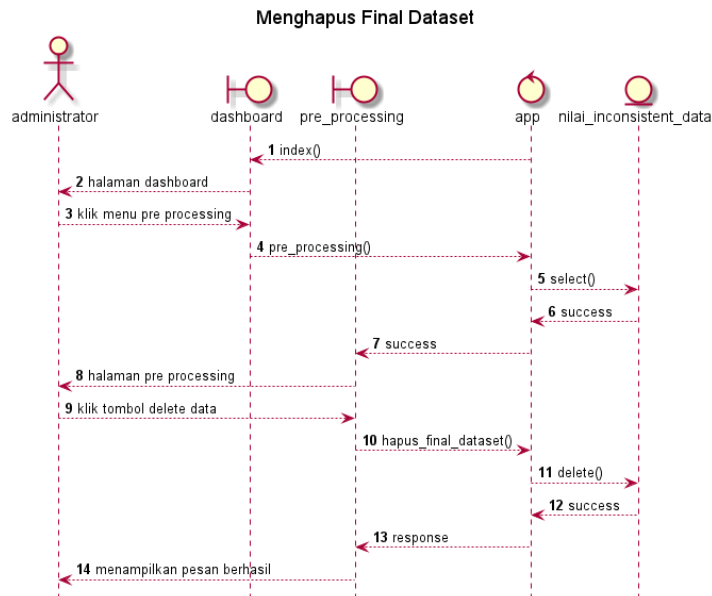 Menghapus Final Dataset
administrator
dashboard
pre_processing
app
nilai_inconsistent_data
1 index()
2 halaman dashboard
3 klik menu pre processing
4 pre_processing()
5 select()
6 success
7 success
8 halaman pre processing
9 klik tombol delete data
10 hapus_final_dataset()
11 delete()
12 success
13 response
14 menampilkan pesan berhasil